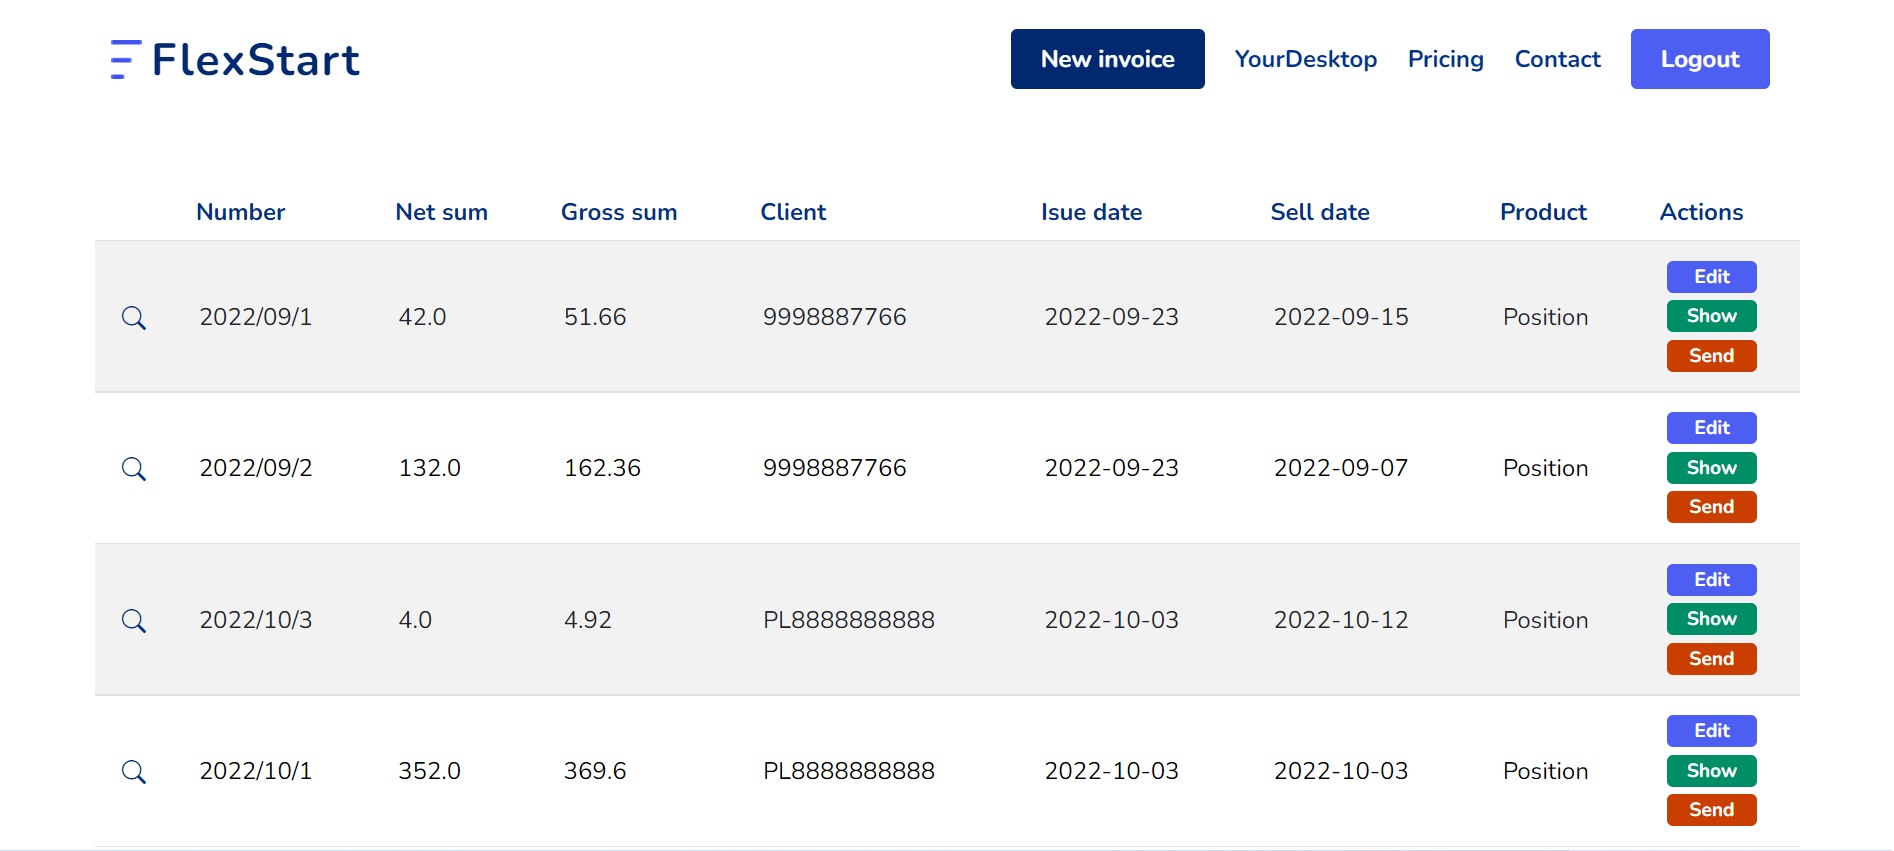 FlexStart New invoice YourDesktop Pricing Contact Logout
Number Net sum Gross sum Client Isue date Sell date Product Actions
Edit
2022/09/1 42.0 51.66 9998887766 2022-09-23 2022-09-15 Position Show
Send
Edit
2022/09/2 132.0 162.36 9998887766 2022-09-23 2022-09-07 Position Show
Send
Edit
2022/10/3 4.0 4.92 PL8888888888 2022-10-03 2022-10-12 Position Show
Send
Edit
2022/10/1 352.0 369.6 PL8888888888 2022-10-03 2022-10-03 Position Show
Send